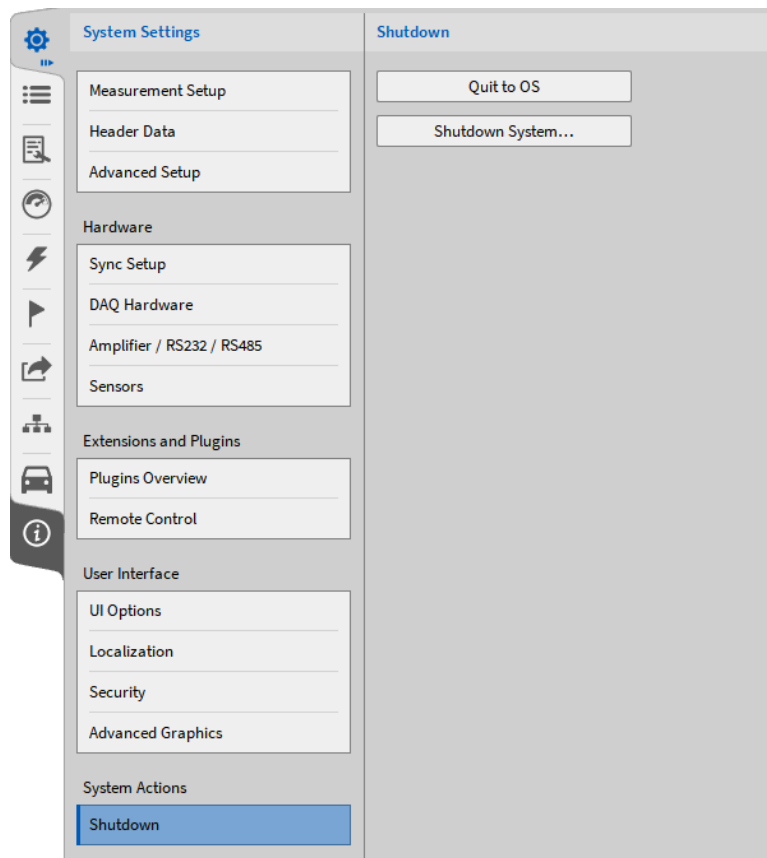 System Settings
Measurement Setup
Header Data
Advanced Setup
Hardware
Sync Setup
DAQ Hardware
Amplifier / RS232 / RS485
Sensors
Extensions and Plugins
Plugins Overview
Remote Control
User Interface
UI Options
Localization
Security
Advanced Graphics
System Actions
Shutdown
Shutdown
Quit to OS
Shutdown System...